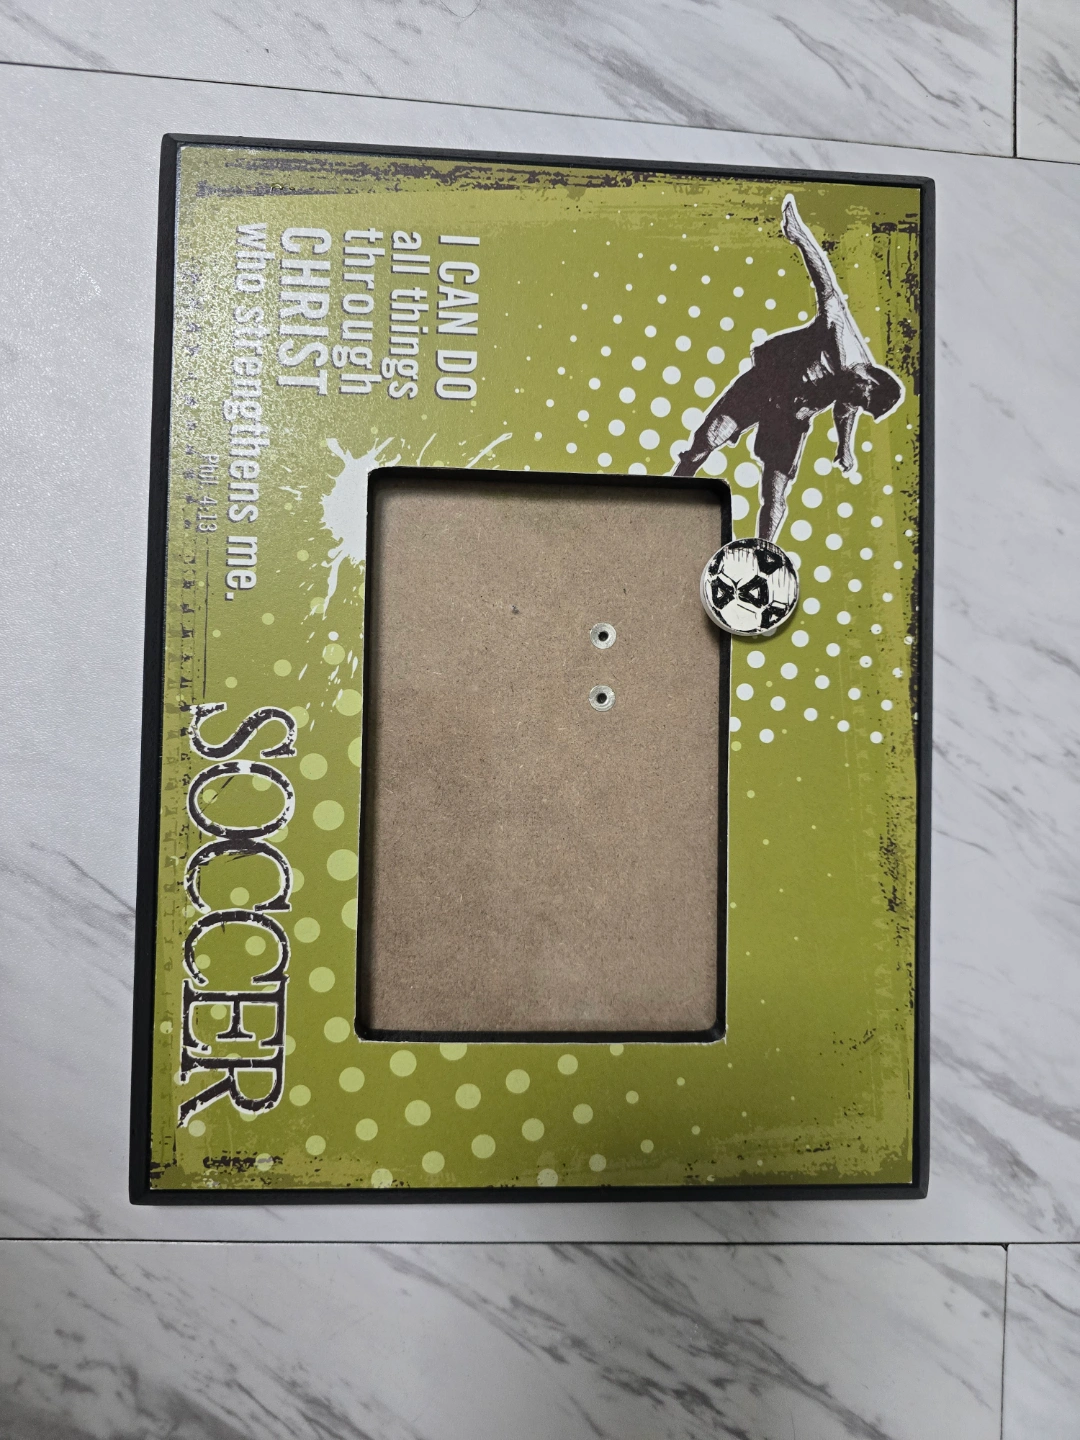 I CAN DO
all things
through
CHRIST
who strengthens me.
Phil. 4:13
SOCCER